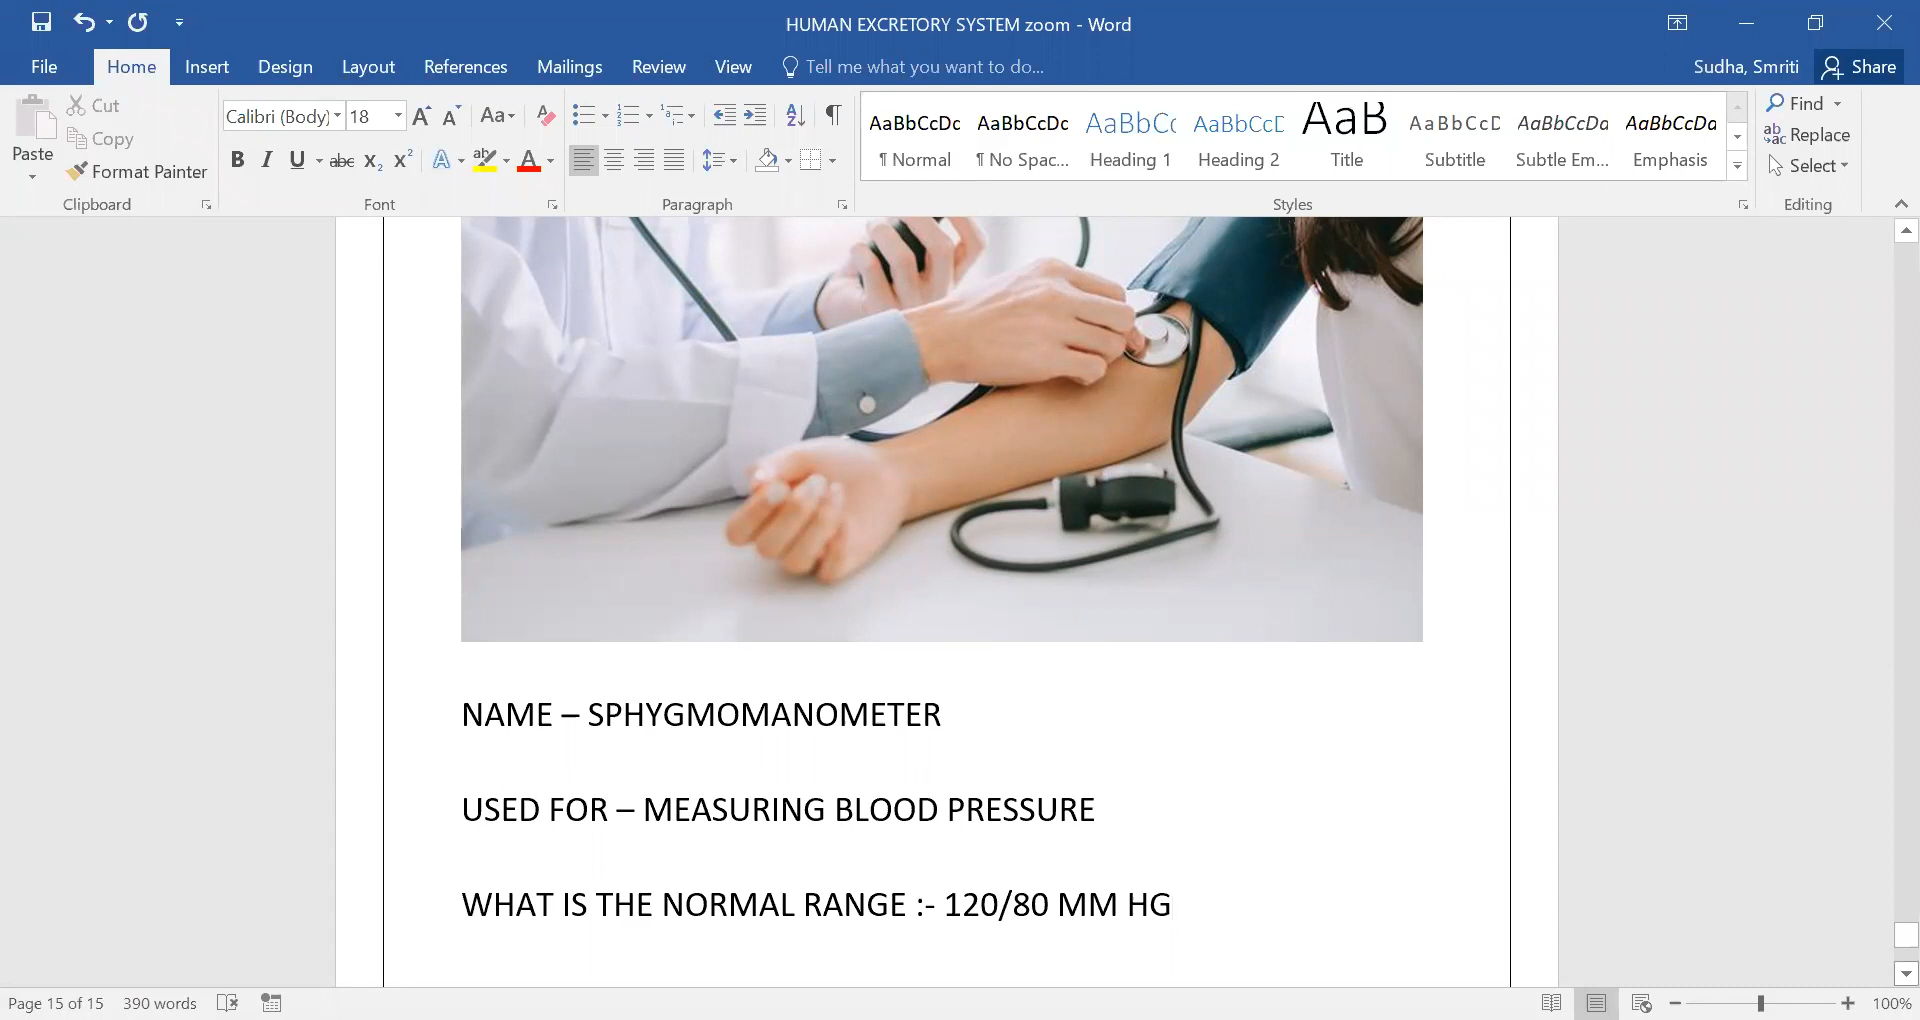 HUMAN EXCRETORY SYSTEM zoom - Word
File Home Insert Design Layout References Mailings Review View Tell me what you want to do... Sudha, Smriti Share
Cut
Copy
Paste
Format Painter
Clipboard
Calibri (Body) 18
Aa
B I U abc X₂ X² A ab A
Font
A Z ¶
Paragraph
AaBbCcDc AaBbCcDc AaBbCc AaBbCcD AaB AaBbCcD AaBbCcDa AaBbCcDa
¶ Normal ¶ No Spac... Heading 1 Heading 2 Title Subtitle Subtle Em... Emphasis
Styles
Find
Replace
Select
Editing
NAME – SPHYGMOMANOMETER
USED FOR – MEASURING BLOOD PRESSURE
WHAT IS THE NORMAL RANGE :- 120/80 MM HG
Page 15 of 15 390 words 100%